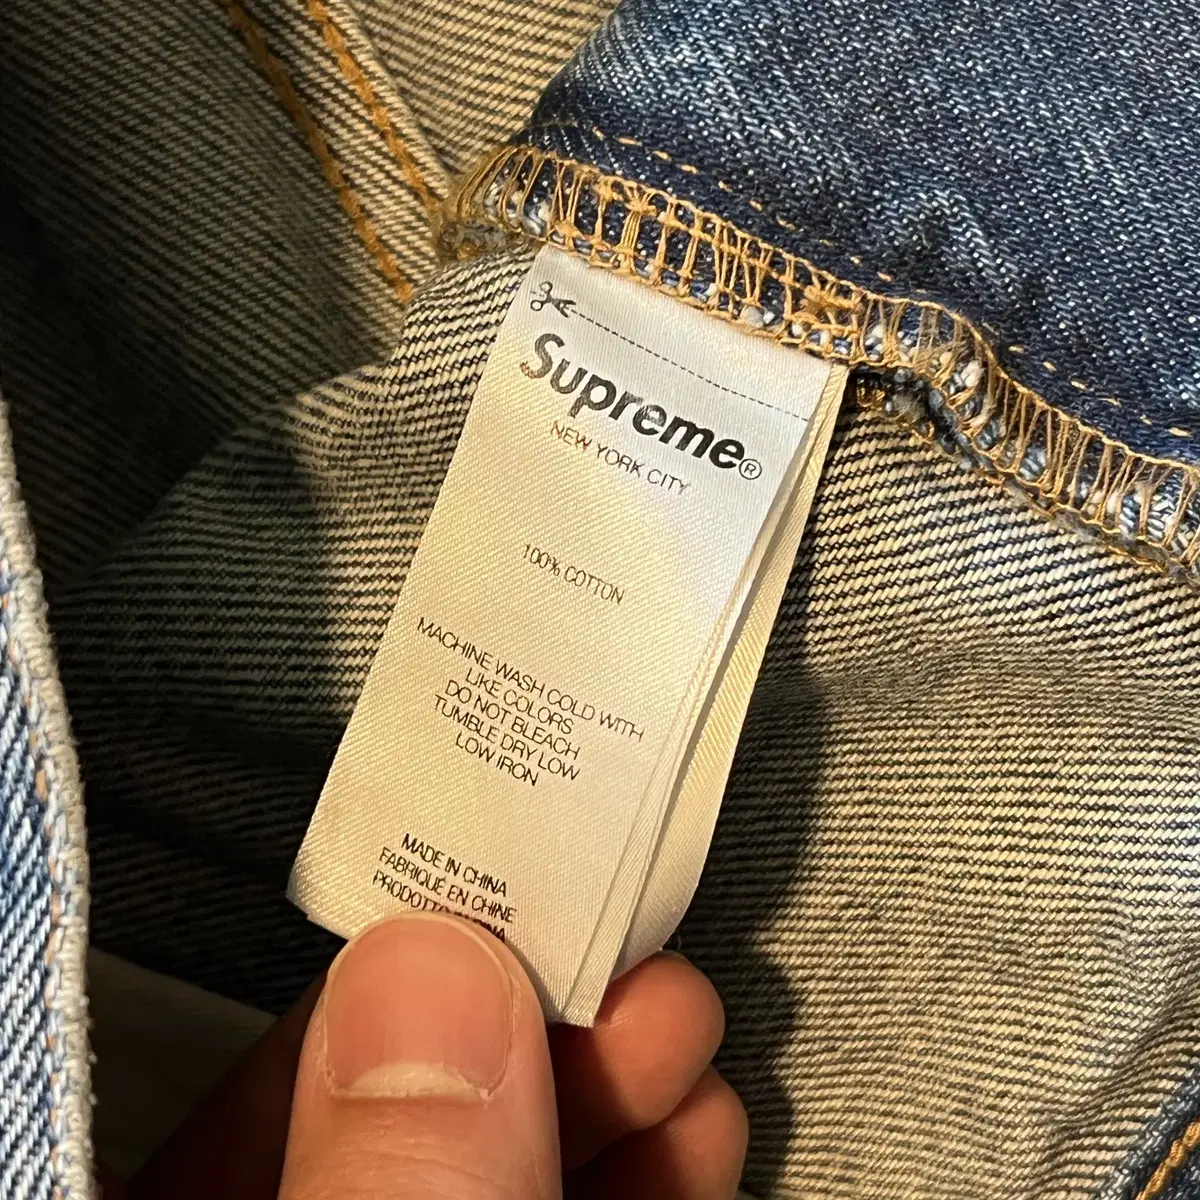 Supreme®
NEW YORK CITY
100% COTTON
MACHINE WASH COLD WITH
LIKE COLORS
DO NOT BLEACH
TUMBLE DRY LOW
LOW IRON
MADE IN CHINA
FABRIQUÉ EN CHINE
PRODOTTO